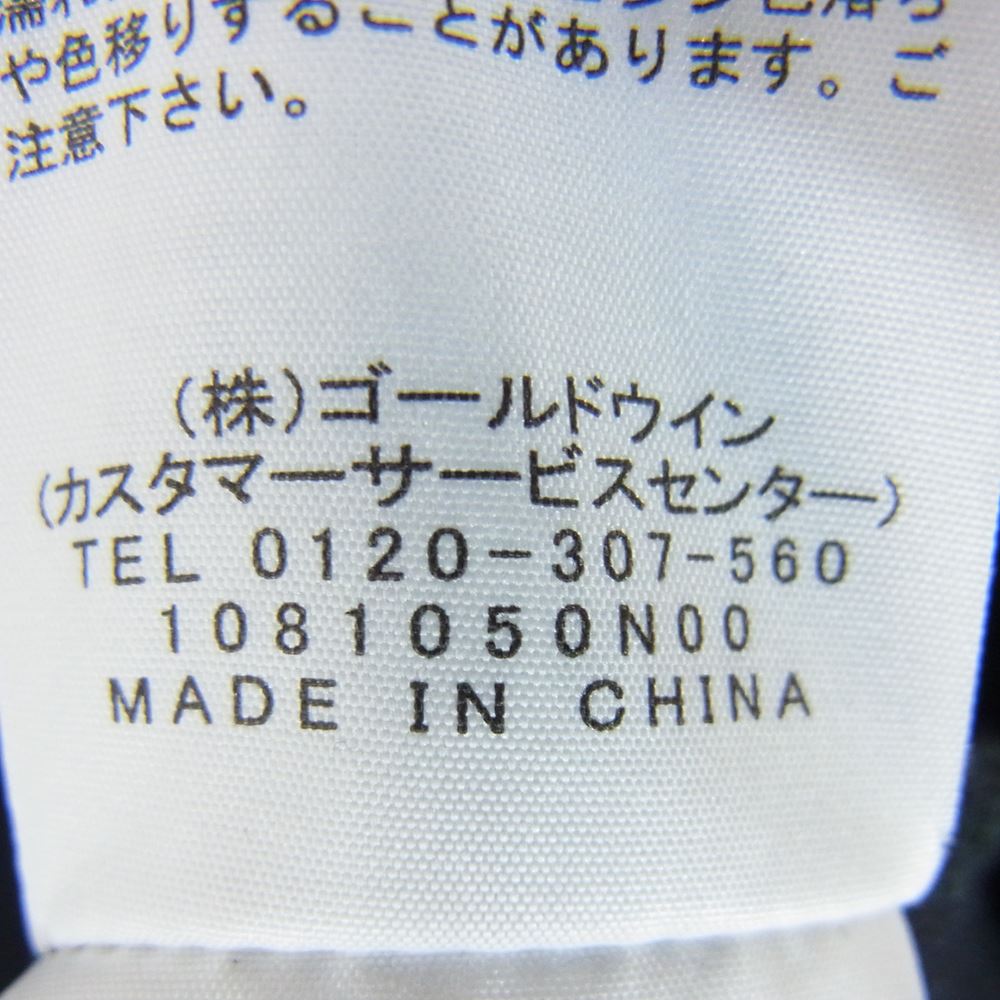 や色移りすることがあります。ご
注意下さい。
(株)ゴールドウイン
(カスタマーサービスセンター)
TEL 0120-307-560
1081050N00
MADE IN CHINA